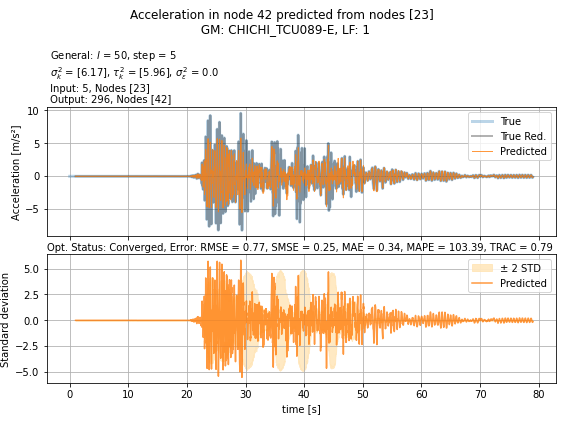 Acceleration in node 42 predicted from nodes [23]
GM: CHICHI_TCU089-E, LF: 1
General: l = 50, step = 5
σ²ₖ = [6.17], τ²ₖ = [5.96], σ²ε = 0.0
Input: 5, Nodes [23]
Output: 296, Nodes [42]
Acceleration [m/s²]
10
5
0
−5
True
True Red.
Predicted
Opt. Status: Converged, Error: RMSE = 0.77, SMSE = 0.25, MAE = 0.34, MAPE = 103.39, TRAC = 0.79
Standard deviation
5.0
2.5
0.0
−2.5
−5.0
± 2 STD
Predicted
0 10 20 30 40 50 60 70 80
time [s]